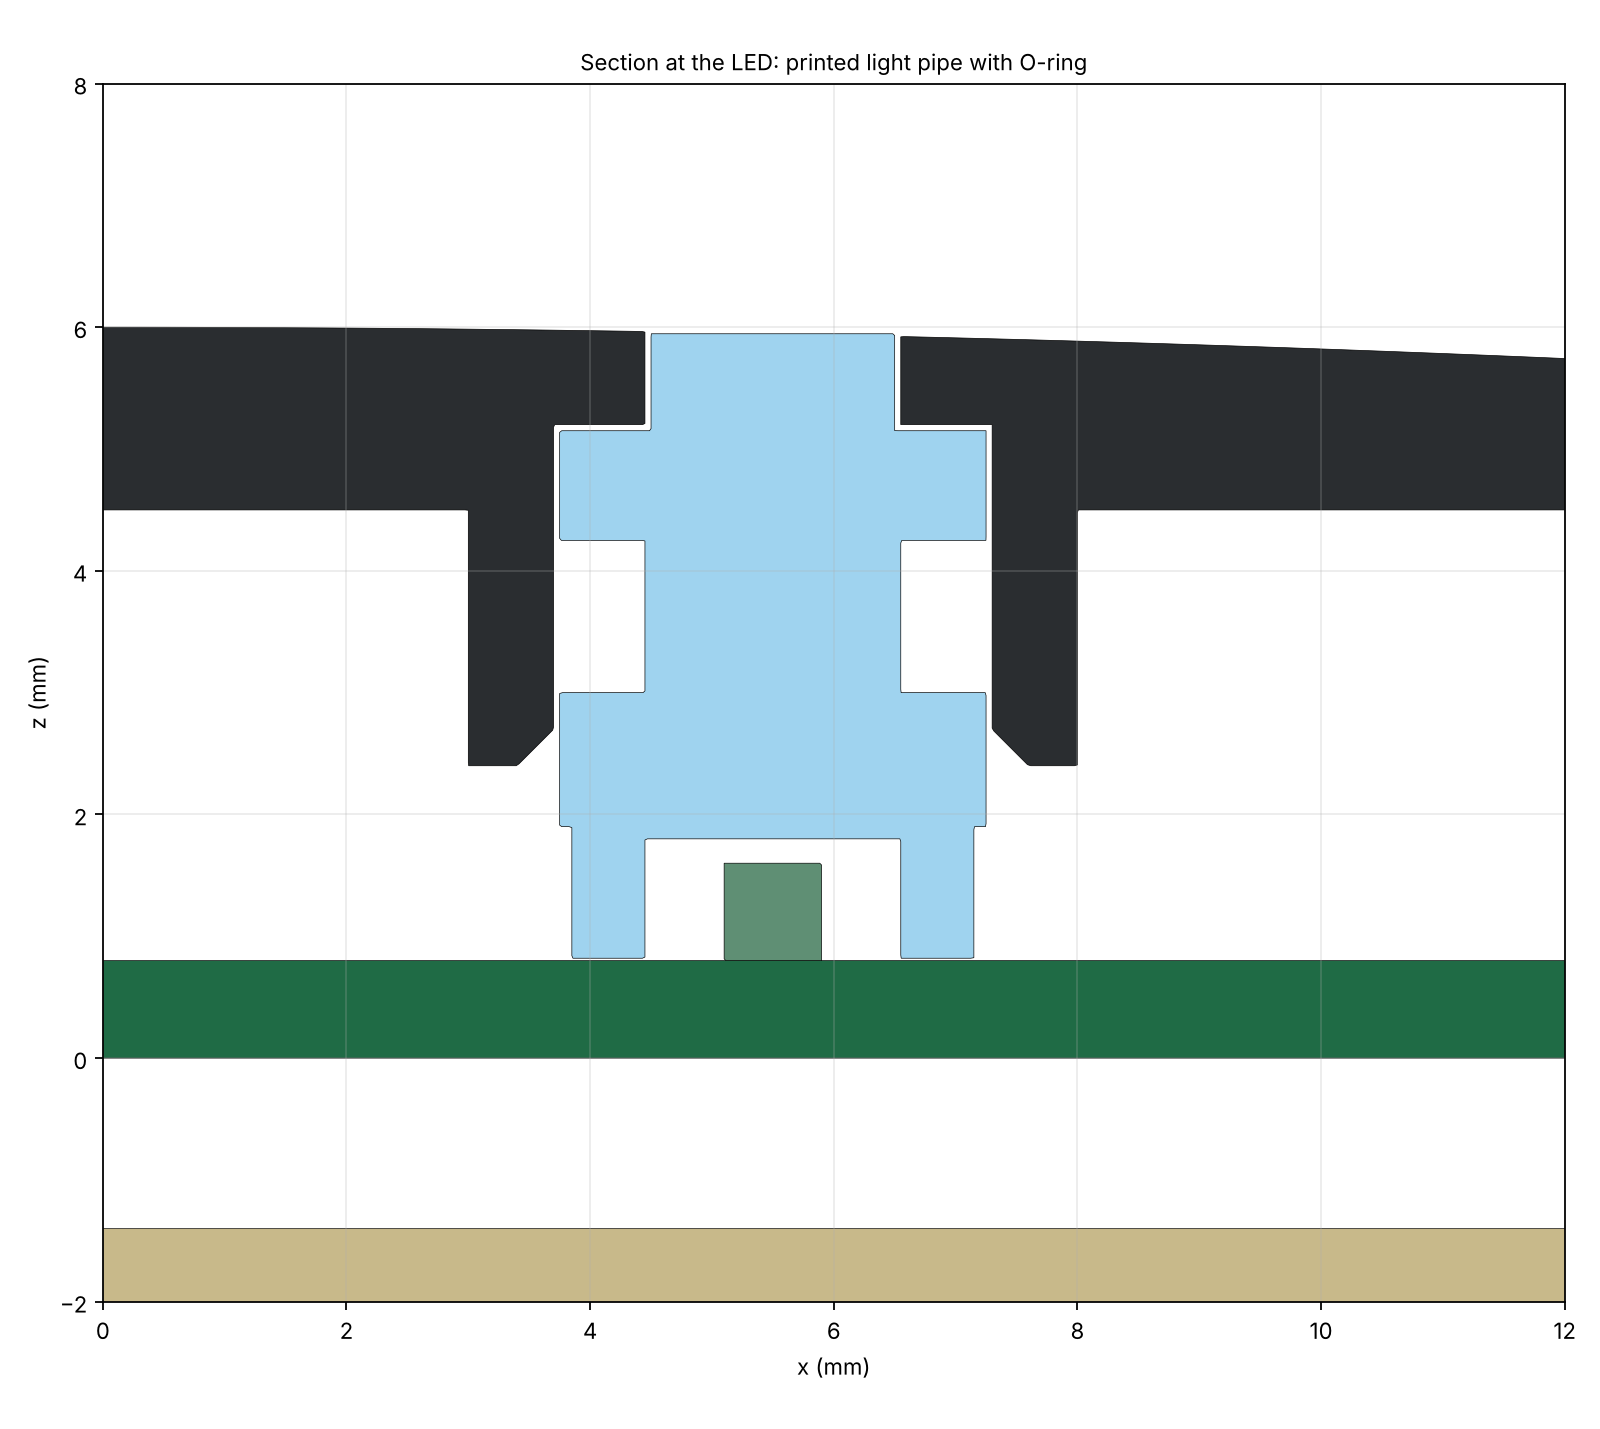 Section at the LED: printed light pipe with O-ring
8
6
4
2
0
−2
z (mm)
0 2 4 6 8 10 12
x (mm)